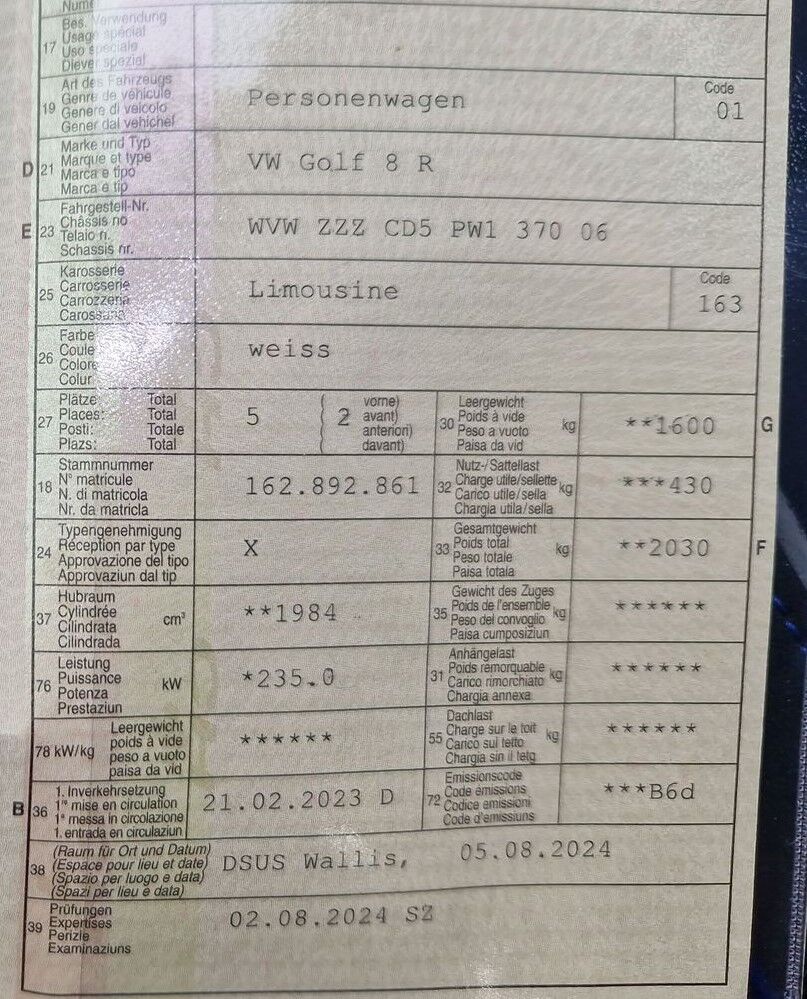 Bes. Verwendung
17 Usage spécial
Uso speciale
Diever spezial
Art des Fahrzeugs
Genre de véhicule
19 Genere di veicolo
Gener dal vehichel
Personenwagen
Code
01
Marke und Typ
D 21 Marque et type
Marca e tipo
Marca e tip
VW Golf 8 R
Fahrgestell-Nr.
E 23 Châssis no
Telaio n.
Schassis nr.
WVW ZZZ CD5 PW1 370 06
Karosserie
25 Carrosserie
Carrozzeria
Limousine
Code
163
Farbe
26
Colore
Colur
weiss
Plätze: Total
27 Places: Total
Posti: Totale
Plazs: Total
5 ( 2 vorne)
( avant)
( anteriori)
( davant)
Leergewicht
30 Poids à vide kg
Peso a vuoto
Paisa da vid
**1600 G
Stammnummer
18 N° matricule
N. di matricola
Nr. da matricla
162.892.861
Nutz-/Sattellast
32 Charge utile/sellette kg
Carico utile/sella
Chargia utila/sella
***430
Typengenehmigung
24 Réception par type
Approvazione del tipo
Approvaziun dal tip
X
Gesamtgewicht
33 Poids total kg
Peso totale
Paisa totala
**2030 F
Hubraum
37 Cylindrée cm³
Cilindrata
Cilindrada
**1984
Gewicht des Zuges
35 Poids de l'ensemble kg
Peso del convoglio
Paisa cumposiziun
******
Leistung
76 Puissance kW
Potenza
Prestaziun
*235.0
Anhängelast
31 Poids remorquable kg
Carico rimorchiato
Chargia annexa
******
Leergewicht
78 kW/kg poids à vide
peso a vuoto
paisa da vid
******
Dachlast
55 Charge sur le toit kg
Carico sul tetto
Chargia sin il tetg
******
1. Inverkehrsetzung
B 36 1re mise en circulation
1a messa in circolazione
1. entrada en circulaziun
21.02.2023 D
Emissionscode
72 Code émissions
Codice emissioni
Code d'emissiuns
***B6d
(Raum für Ort und Datum)
38 (Espace pour lieu et date)
(Spazio per luogo e data)
(Spazi per lieu e data)
DSUS Wallis, 05.08.2024
Prüfungen
39 Expertises
Perizie
Examinaziuns
02.08.2024 SZ